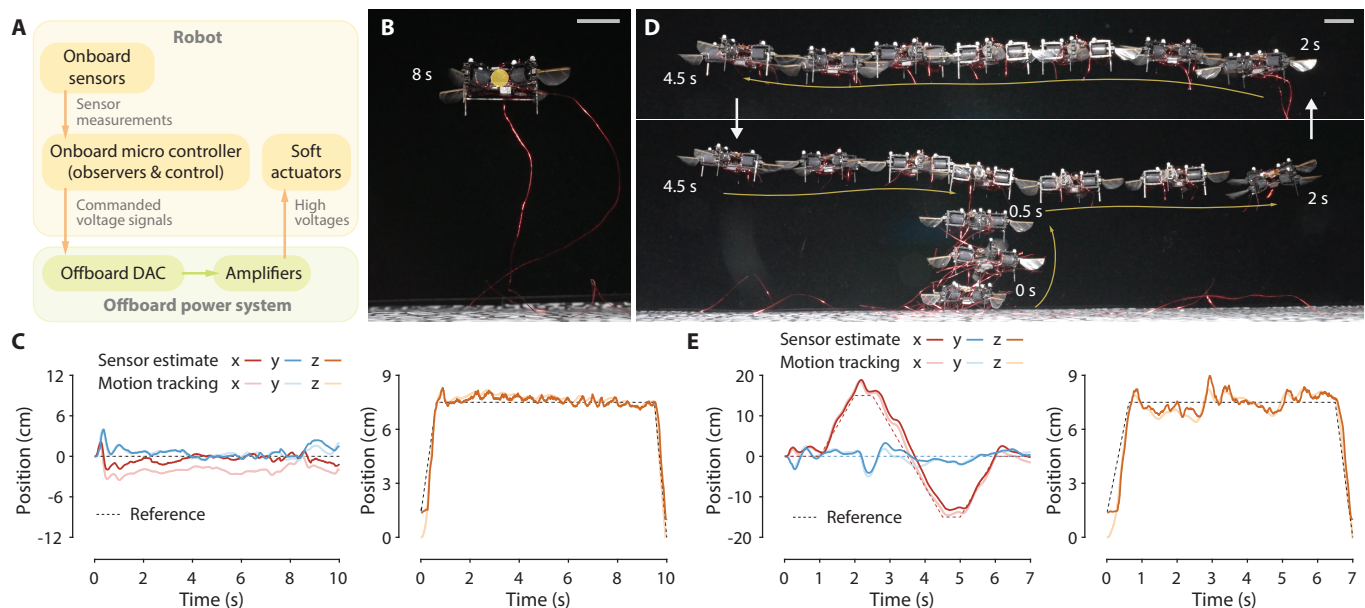 A
Robot
Onboard
sensors
Sensor
measurements
Onboard micro controller
(observers & control)
Soft
actuators
Commanded
voltage signals
High
voltages
Offboard DAC
Amplifiers
Offboard power system
B
8 s
D
4.5 s
2 s
4.5 s
0.5 s
2 s
0 s
C
Sensor estimate x y z
Motion tracking x y z
Position (cm)
12
6
0
-6
-12
Reference
0 2 4 6 8 10
Time (s)
Position (cm)
9
6
3
0
0 2 4 6 8 10
Time (s)
E
Sensor estimate x y z
Motion tracking x y z
Position (cm)
20
10
0
-10
-20
Reference
0 1 2 3 4 5 6 7
Time (s)
Position (cm)
9
6
3
0
0 1 2 3 4 5 6 7
Time (s)